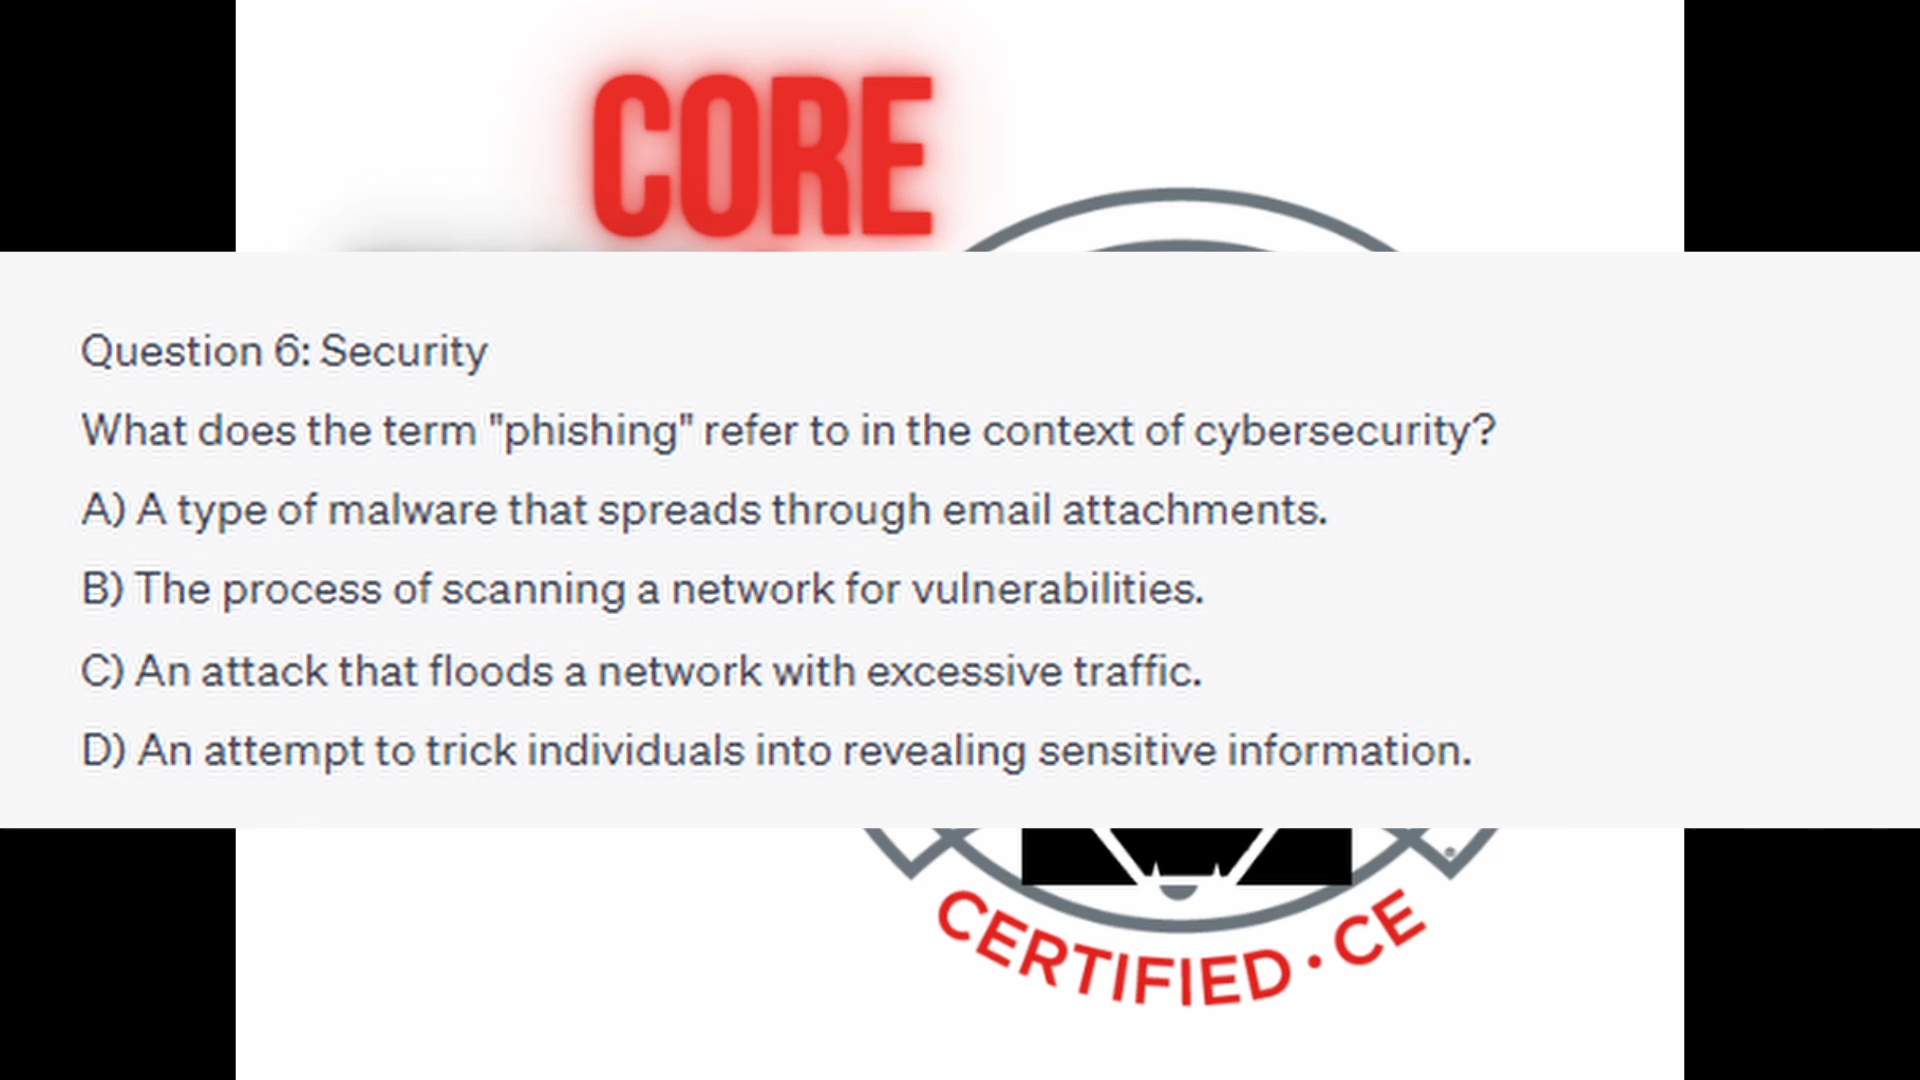 CORE
Question 6: Security
What does the term "phishing" refer to in the context of cybersecurity?
A) A type of malware that spreads through email attachments.
B) The process of scanning a network for vulnerabilities.
C) An attack that floods a network with excessive traffic.
D) An attempt to trick individuals into revealing sensitive information.
CERTIFIED · CE